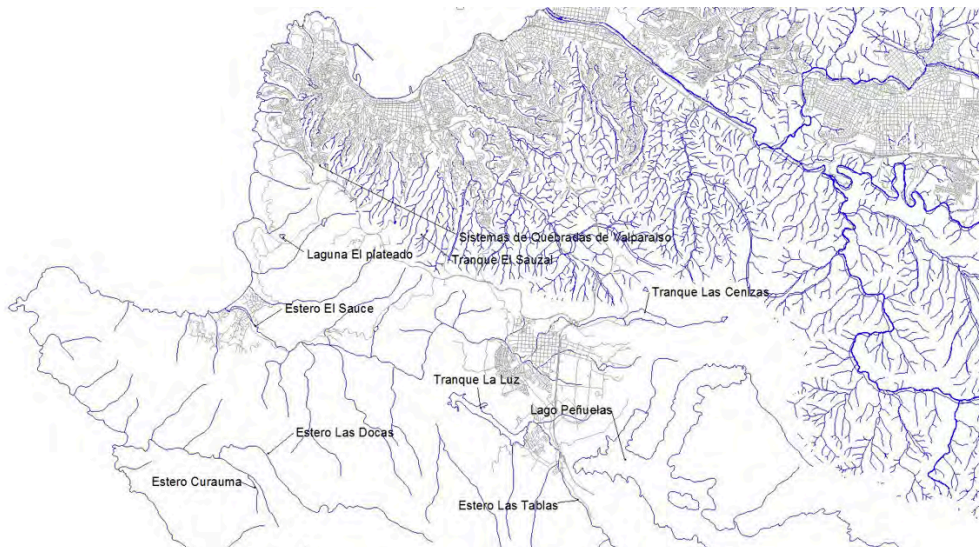 Sistemas de Quebradas de Valparaíso
Laguna El plateado
Tranque El Sauzal
Tranque Las Cenizas
Estero El Sauce
Tranque La Luz
Lago Peñuelas
Estero Las Docas
Estero Curauma
Estero Las Tablas